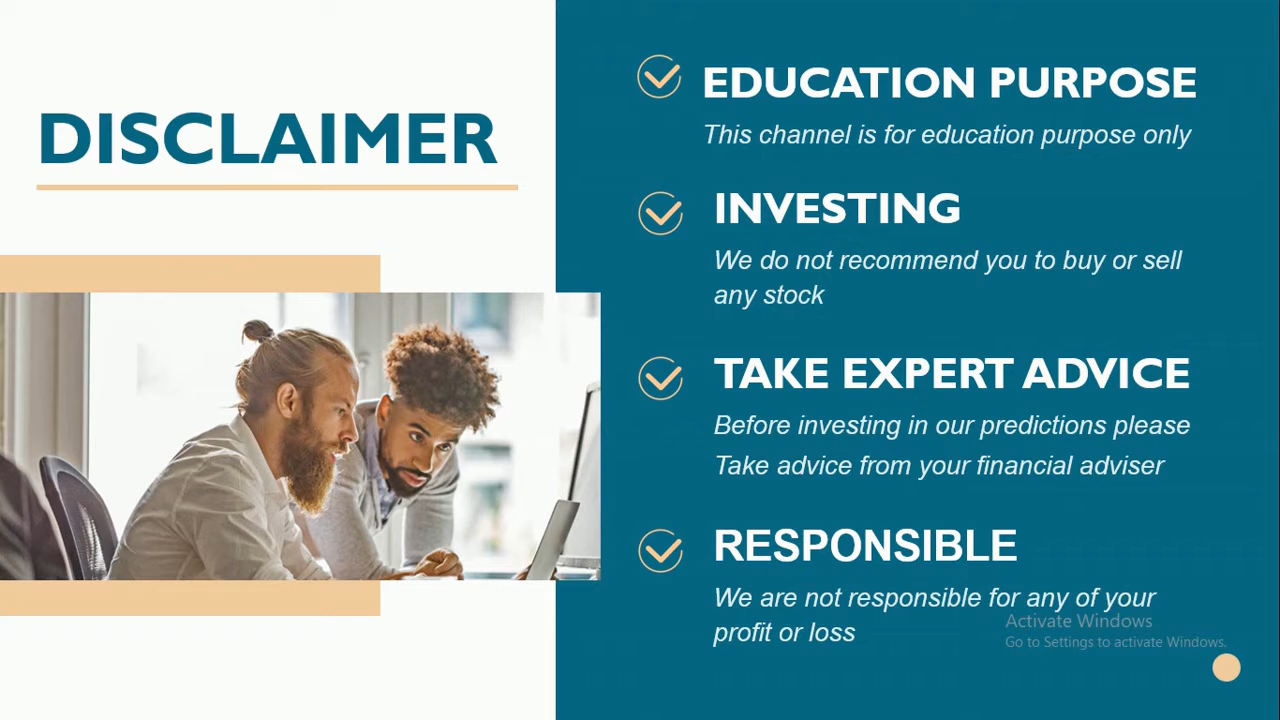 DISCLAIMER
EDUCATION PURPOSE
This channel is for education purpose only
INVESTING
We do not recommend you to buy or sell
any stock
TAKE EXPERT ADVICE
Before investing in our predictions please
Take advice from your financial adviser
RESPONSIBLE
We are not responsible for any of your
profit or loss
Activate Windows
Go to Settings to activate Windows.